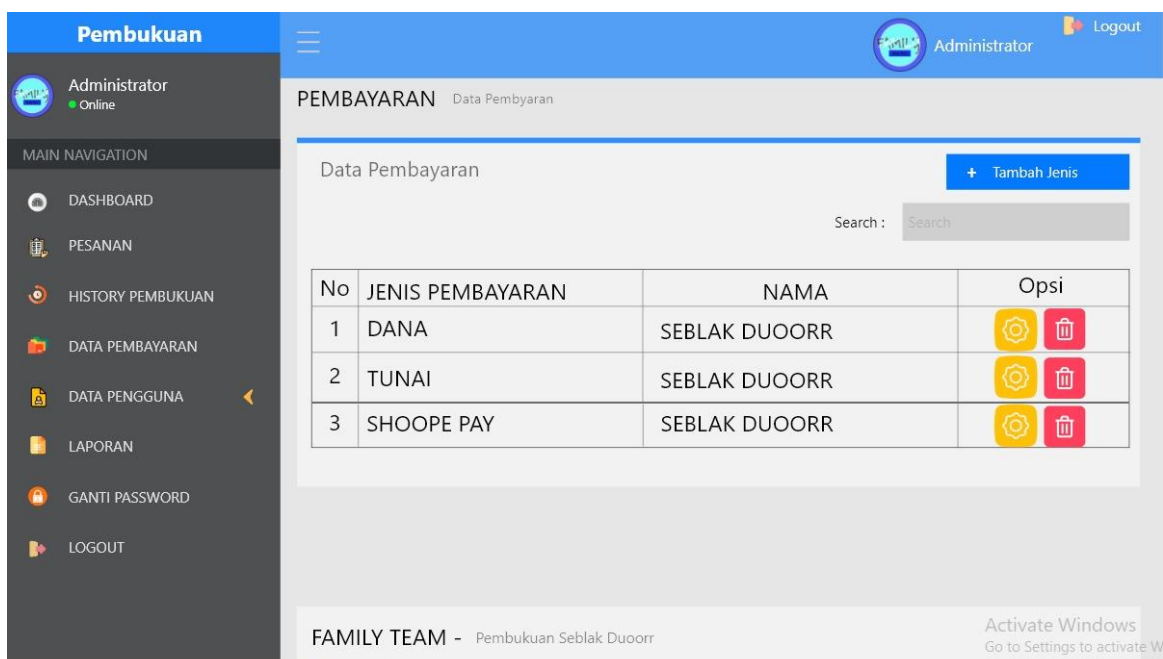 Pembukuan
Logout
Administrator
Administrator
Online
PEMBAYARAN Data Pembyaran
MAIN NAVIGATION
Data Pembayaran
+ Tambah Jenis
DASHBOARD
Search : Search
PESANAN
HISTORY PEMBUKUAN
DATA PEMBAYARAN
DATA PENGGUNA
LAPORAN
GANTI PASSWORD
LOGOUT
No JENIS PEMBAYARAN NAMA Opsi
1 DANA SEBLAK DUOORR
2 TUNAI SEBLAK DUOORR
3 SHOOPE PAY SEBLAK DUOORR
FAMILY TEAM - Pembukuan Seblak Duoorr
Activate Windows
Go to Settings to activate W